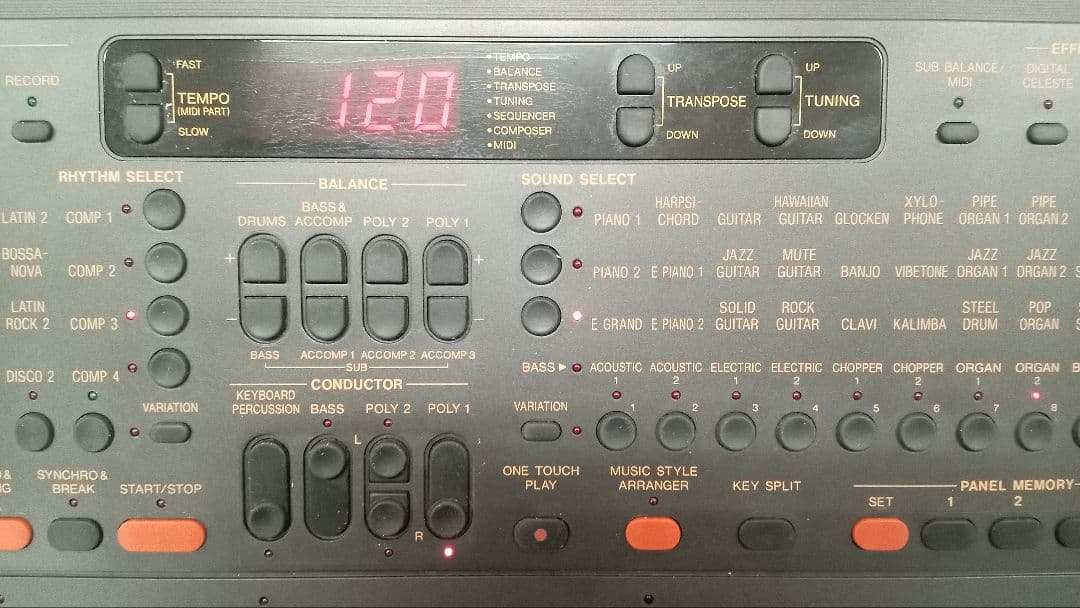 RECORD
FAST
TEMPO
(MIDI PART)
SLOW
120
• TEMPO
• BALANCE
• TRANSPOSE
• TUNING
• SEQUENCER
• COMPOSER
• MIDI
UP
TRANSPOSE
DOWN
UP
TUNING
DOWN
SUB BALANCE/
MIDI
DIGITAL
CELESTE
RHYTHM SELECT
LATIN 2 COMP 1
BOSSA-
NOVA COMP 2
LATIN
ROCK 2 COMP 3
DISCO 2 COMP 4
VARIATION
BALANCE
DRUMS BASS &
ACCOMP POLY 2 POLY 1
+ +
− −
BASS ACCOMP 1 ACCOMP 2 ACCOMP 3
SUB
CONDUCTOR
KEYBOARD
PERCUSSION BASS POLY 2 POLY 1
L
R
SOUND SELECT
PIANO 1 HARPSI-
CHORD GUITAR HAWAIIAN
GUITAR GLOCKEN XYLO-
PHONE PIPE
ORGAN 1 PIPE
ORGAN 2
PIANO 2 E PIANO 1 JAZZ
GUITAR MUTE
GUITAR BANJO VIBETONE JAZZ
ORGAN 1 JAZZ
ORGAN 2
E GRAND E PIANO 2 SOLID
GUITAR ROCK
GUITAR CLAVI KALIMBA STEEL
DRUM POP
ORGAN
BASS ▶ ACOUSTIC
1 ACOUSTIC
2 ELECTRIC
1 ELECTRIC
2 CHOPPER
1 CHOPPER
2 ORGAN
1 ORGAN
2
VARIATION
1 2 3 4 5 6 7 8
SYNCHRO &
BREAK
START/STOP
ONE TOUCH
PLAY
MUSIC STYLE
ARRANGER
KEY SPLIT
PANEL MEMORY
SET 1 2